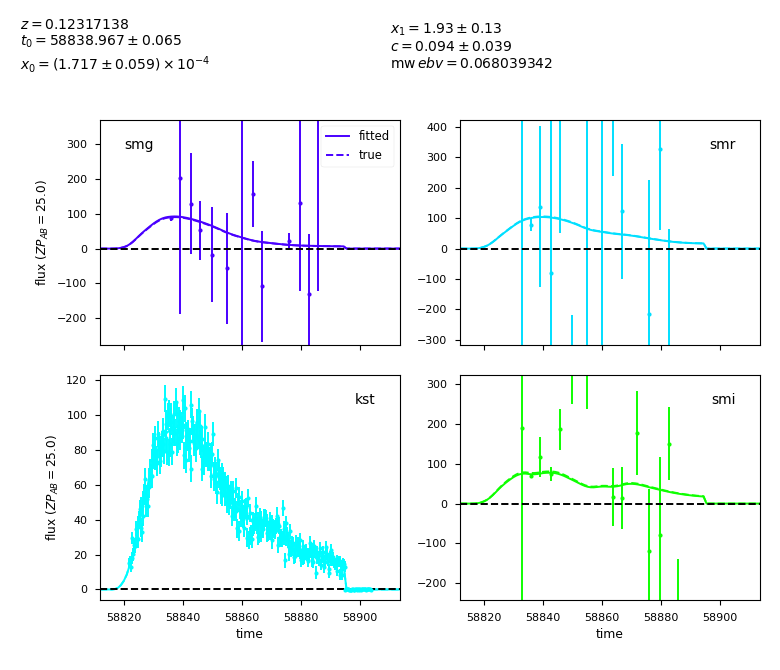 z = 0.12317138
t₀ = 58838.967 ± 0.065
x₀ = (1.717 ± 0.059) × 10⁻⁴
x₁ = 1.93 ± 0.13
c = 0.094 ± 0.039
mw ebv = 0.068039342
smg
fitted
true
300
200
100
0
−100
−200
flux (ZP_AB = 25.0)
smr
400
300
200
100
0
−100
−200
−300
kst
120
100
80
60
40
20
0
flux (ZP_AB = 25.0)
58820 58840 58860 58880 58900
time
smi
300
200
100
0
−100
−200
58820 58840 58860 58880 58900
time